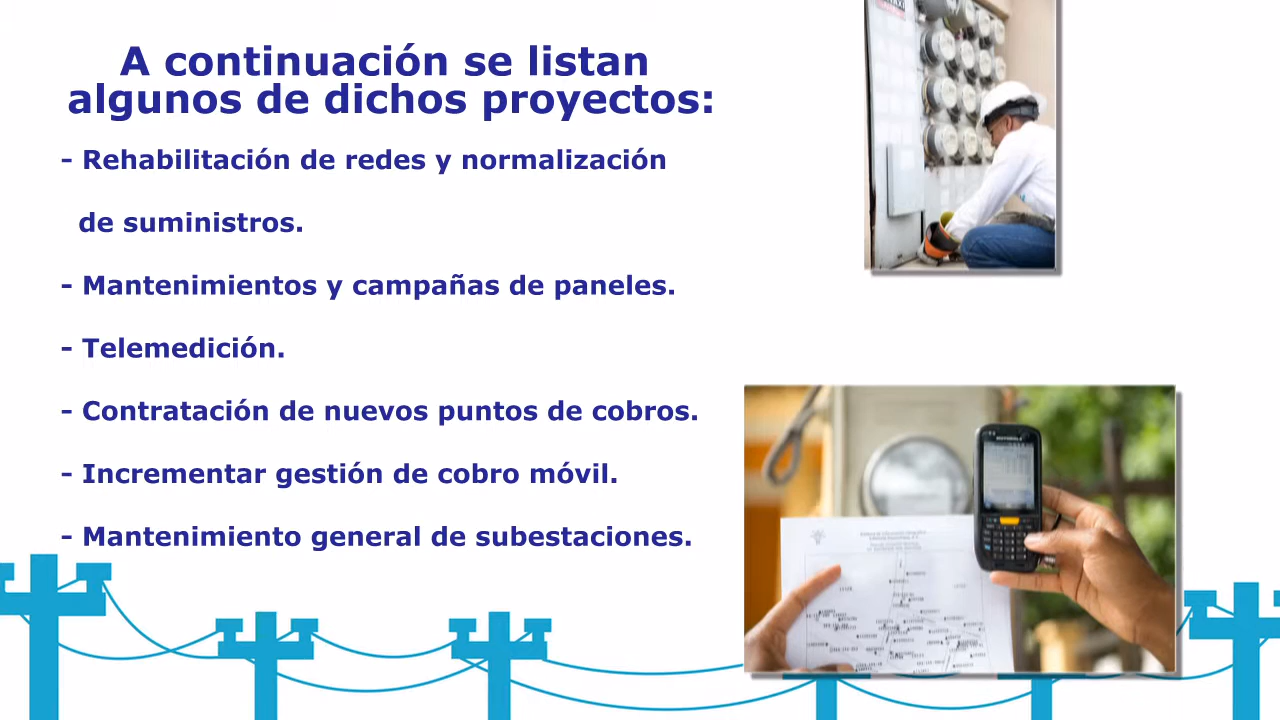 A continuación se listan
algunos de dichos proyectos:
- Rehabilitación de redes y normalización
de suministros.
- Mantenimientos y campañas de paneles.
- Telemedición.
- Contratación de nuevos puntos de cobros.
- Incrementar gestión de cobro móvil.
- Mantenimiento general de subestaciones.
MOTOROLA